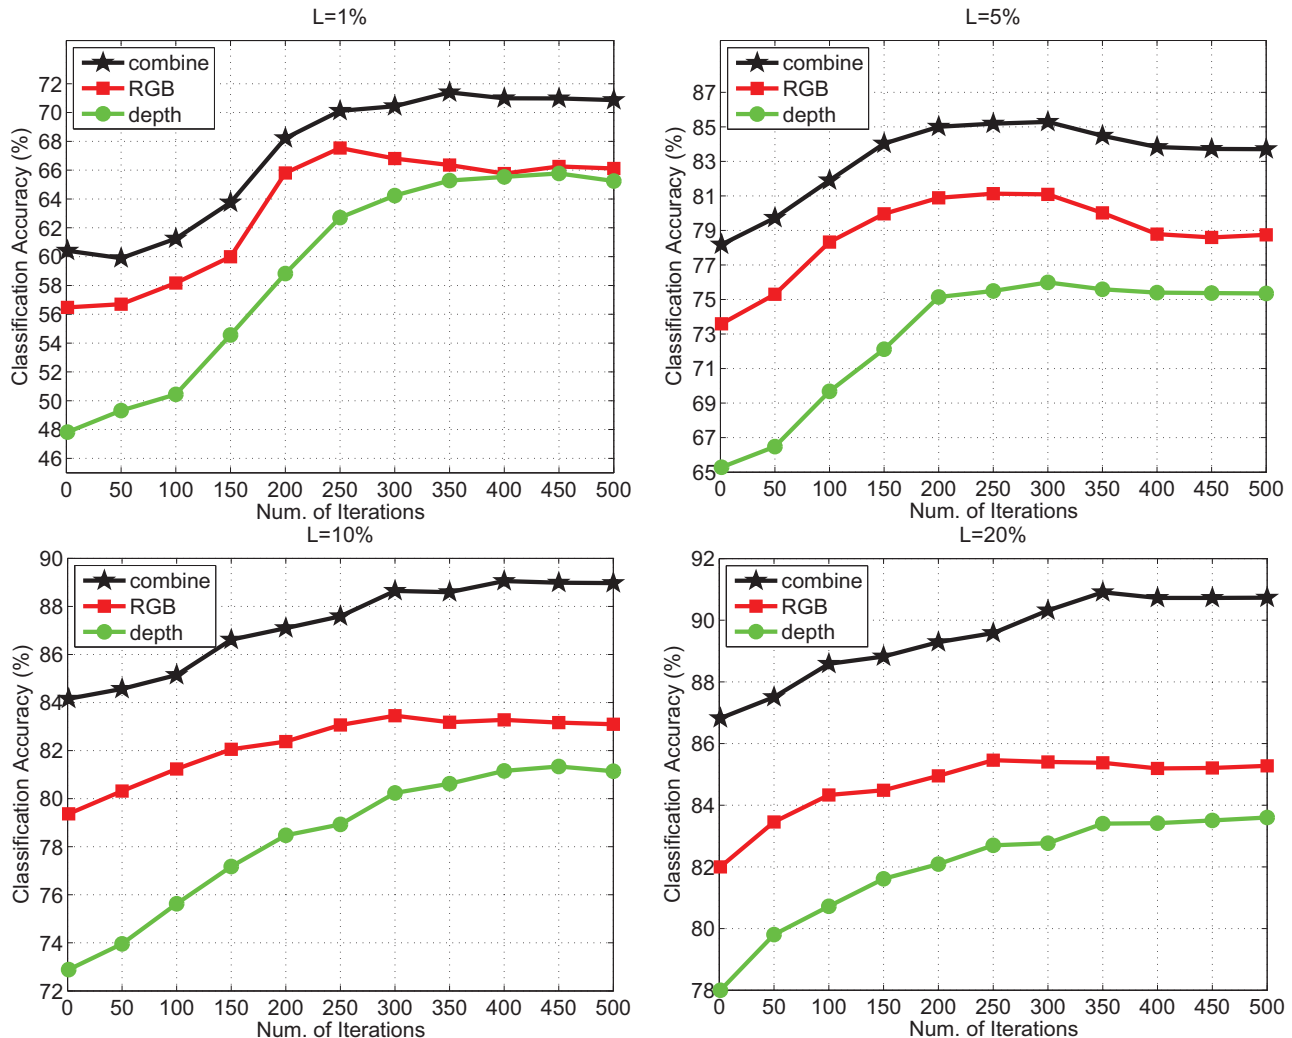 L=1%
combine
RGB
depth
Classification Accuracy (%)
72
70
68
66
64
62
60
58
56
54
52
50
48
46
0 50 100 150 200 250 300 350 400 450 500
Num. of Iterations
L=5%
combine
RGB
depth
Classification Accuracy (%)
87
85
83
81
79
77
75
73
71
69
67
65
0 50 100 150 200 250 300 350 400 450 500
Num. of Iterations
L=10%
combine
RGB
depth
Classification Accuracy (%)
90
88
86
84
82
80
78
76
74
72
0 50 100 150 200 250 300 350 400 450 500
Num. of Iterations
L=20%
combine
RGB
depth
Classification Accuracy (%)
92
90
88
86
84
82
80
78
0 50 100 150 200 250 300 350 400 450 500
Num. of Iterations